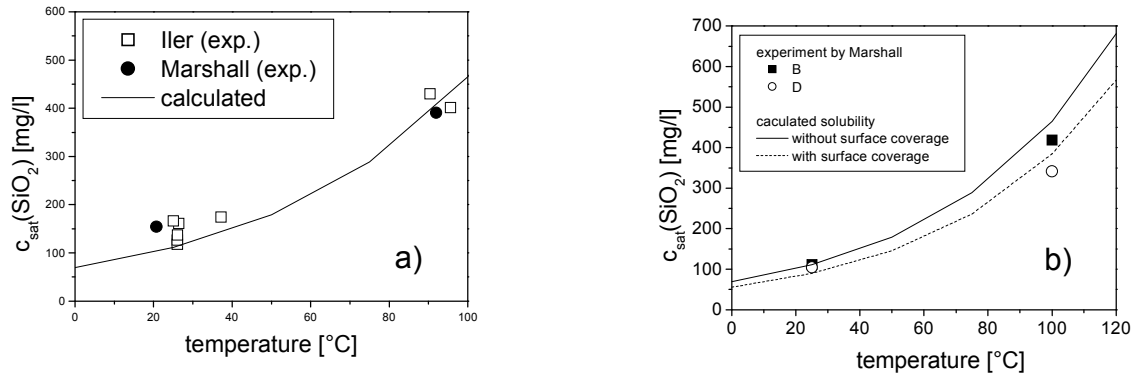 600
500
400
300
200
100
0
0
20
40
60
80
100
c_sat(SiO_2) [mg/l]
temperature [°C]
Iler (exp.)
Marshall (exp.)
calculated
a)
700
600
500
400
300
200
100
0
0
20
40
60
80
100
120
c_sat(SiO_2) [mg/l]
temperature [°C]
experiment by Marshall
B
D
caculated solubility
without surface coverage
with surface coverage
b)